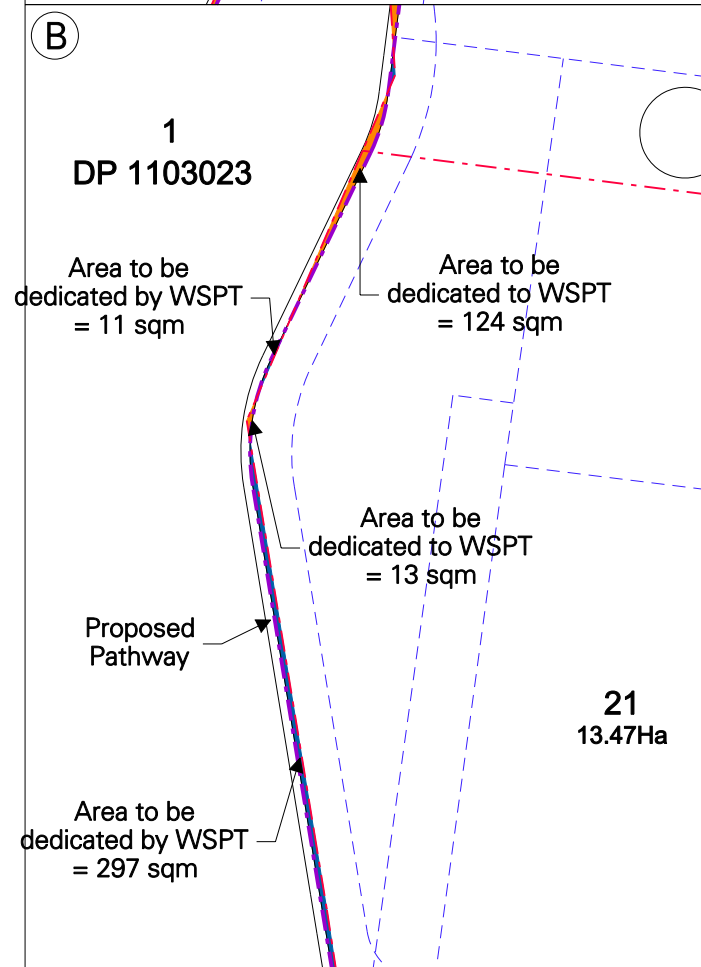 B
1
DP 1103023
Area to be
dedicated by WSPT
= 11 sqm
Area to be
dedicated to WSPT
= 124 sqm
Area to be
dedicated to WSPT
= 13 sqm
Proposed
Pathway
21
13.47Ha
Area to be
dedicated by WSPT
= 297 sqm